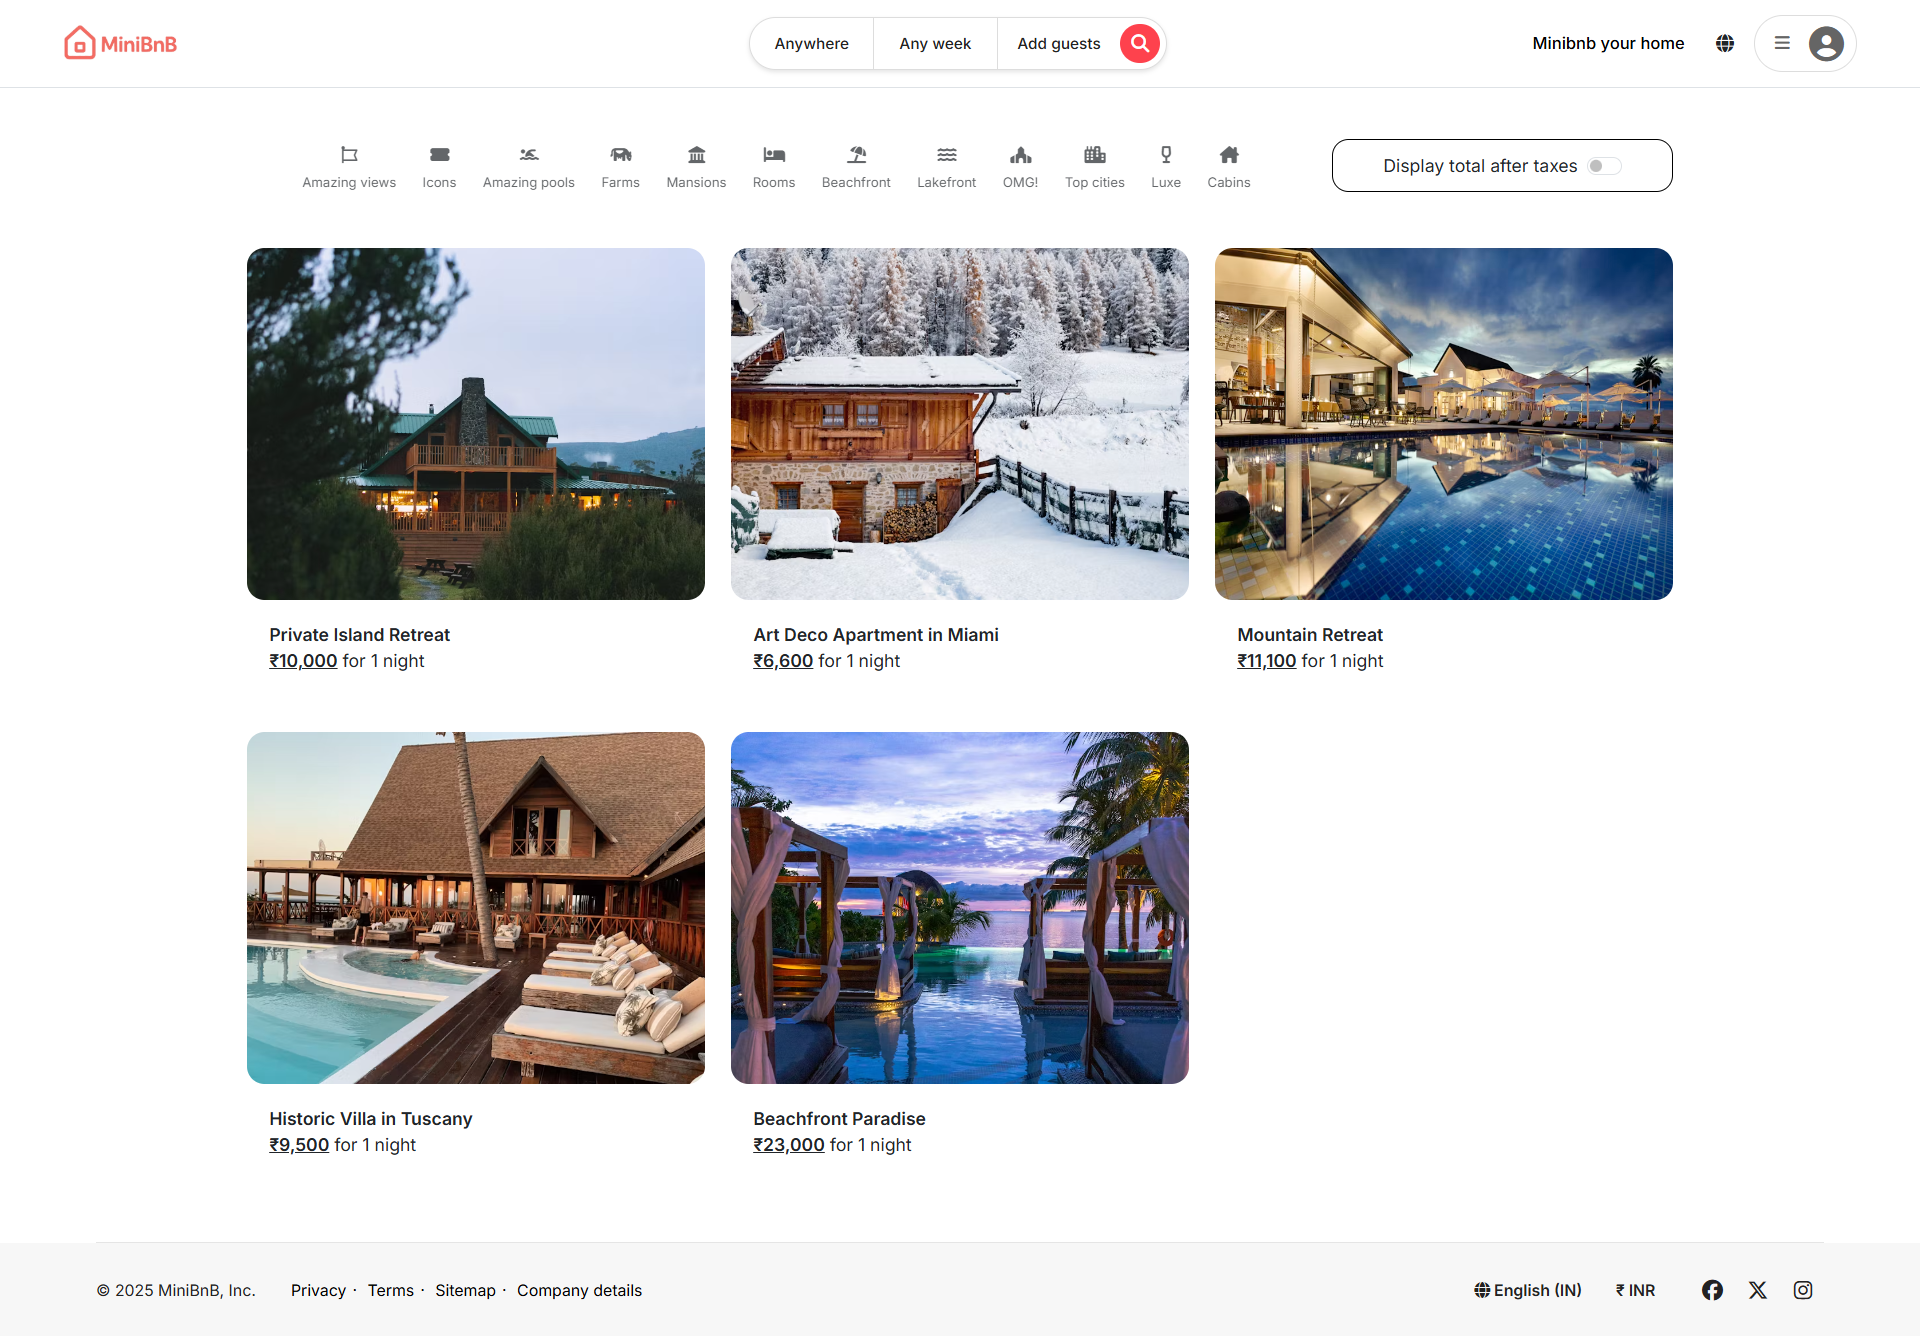 MiniBnB
Anywhere
Any week
Add guests
Minibnb your home
Amazing views
Icons
Amazing pools
Farms
Mansions
Rooms
Beachfront
Lakefront
OMG!
Top cities
Luxe
Cabins
Display total after taxes
Private Island Retreat
₹10,000 for 1 night
Art Deco Apartment in Miami
₹6,600 for 1 night
Mountain Retreat
₹11,100 for 1 night
Historic Villa in Tuscany
₹9,500 for 1 night
Beachfront Paradise
₹23,000 for 1 night
© 2025 MiniBnB, Inc.
Privacy · Terms · Sitemap · Company details
English (IN)
₹ INR